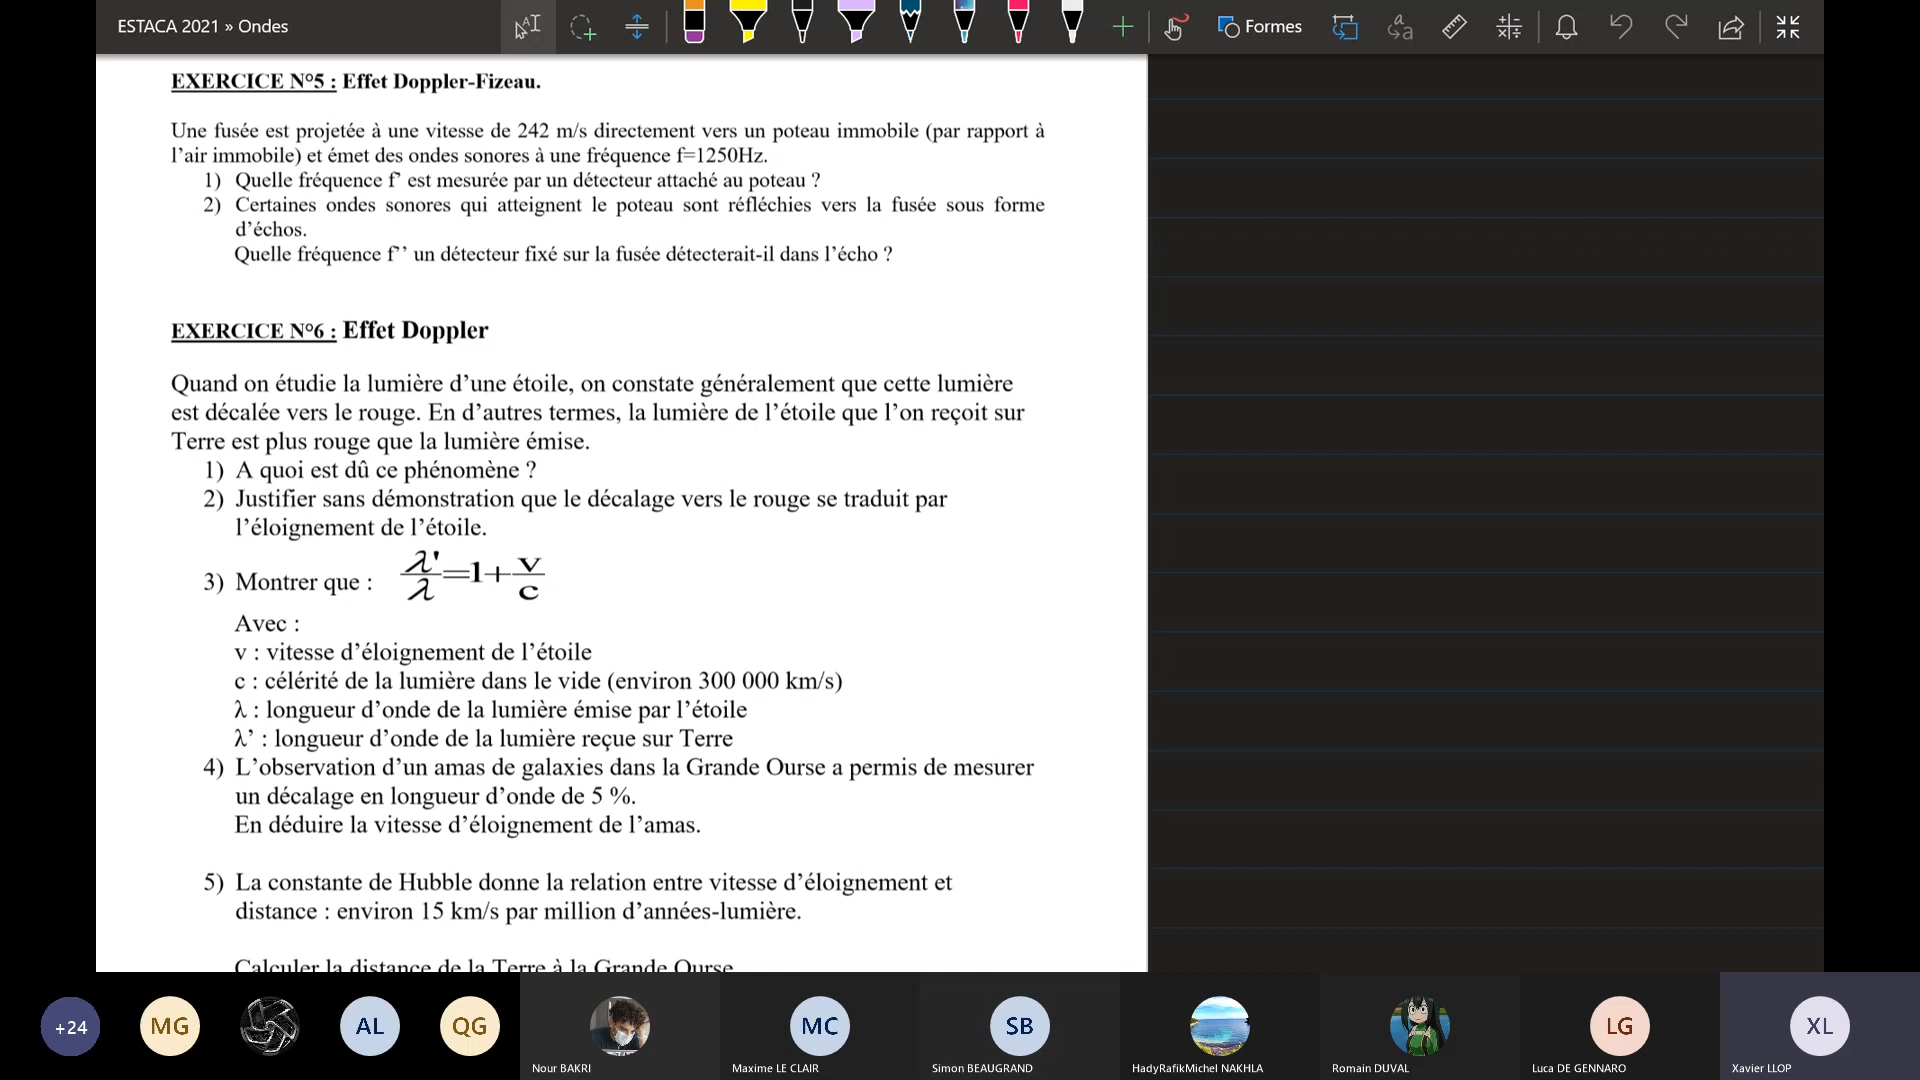 ESTACA 2021 » Ondes
Formes
EXERCICE N°5 : Effet Doppler-Fizeau.
Une fusée est projetée à une vitesse de 242 m/s directement vers un poteau immobile (par rapport à
l’air immobile) et émet des ondes sonores à une fréquence f=1250Hz.
1) Quelle fréquence f’ est mesurée par un détecteur attaché au poteau ?
2) Certaines ondes sonores qui atteignent le poteau sont réfléchies vers la fusée sous forme
d’échos.
Quelle fréquence f’’ un détecteur fixé sur la fusée détecterait-il dans l’écho ?
EXERCICE N°6 : Effet Doppler
Quand on étudie la lumière d’une étoile, on constate généralement que cette lumière
est décalée vers le rouge. En d’autres termes, la lumière de l’étoile que l’on reçoit sur
Terre est plus rouge que la lumière émise.
1) A quoi est dû ce phénomène ?
2) Justifier sans démonstration que le décalage vers le rouge se traduit par
l’éloignement de l’étoile.
3) Montrer que : λ'/λ=1+v/c
Avec :
v : vitesse d’éloignement de l’étoile
c : célérité de la lumière dans le vide (environ 300 000 km/s)
λ : longueur d’onde de la lumière émise par l’étoile
λ’ : longueur d’onde de la lumière reçue sur Terre
4) L’observation d’un amas de galaxies dans la Grande Ourse a permis de mesurer
un décalage en longueur d’onde de 5 %.
En déduire la vitesse d’éloignement de l’amas.
5) La constante de Hubble donne la relation entre vitesse d’éloignement et
distance : environ 15 km/s par million d’années-lumière.
Calculer la distance de la Terre à la Grande Ourse
+24
MG
AL
QG
MC
SB
LG
XL
Nour BAKRI
Maxime LE CLAIR
Simon BEAUGRAND
HadyRafikMichel NAKHLA
Romain DUVAL
Luca DE GENNARO
Xavier LLOP